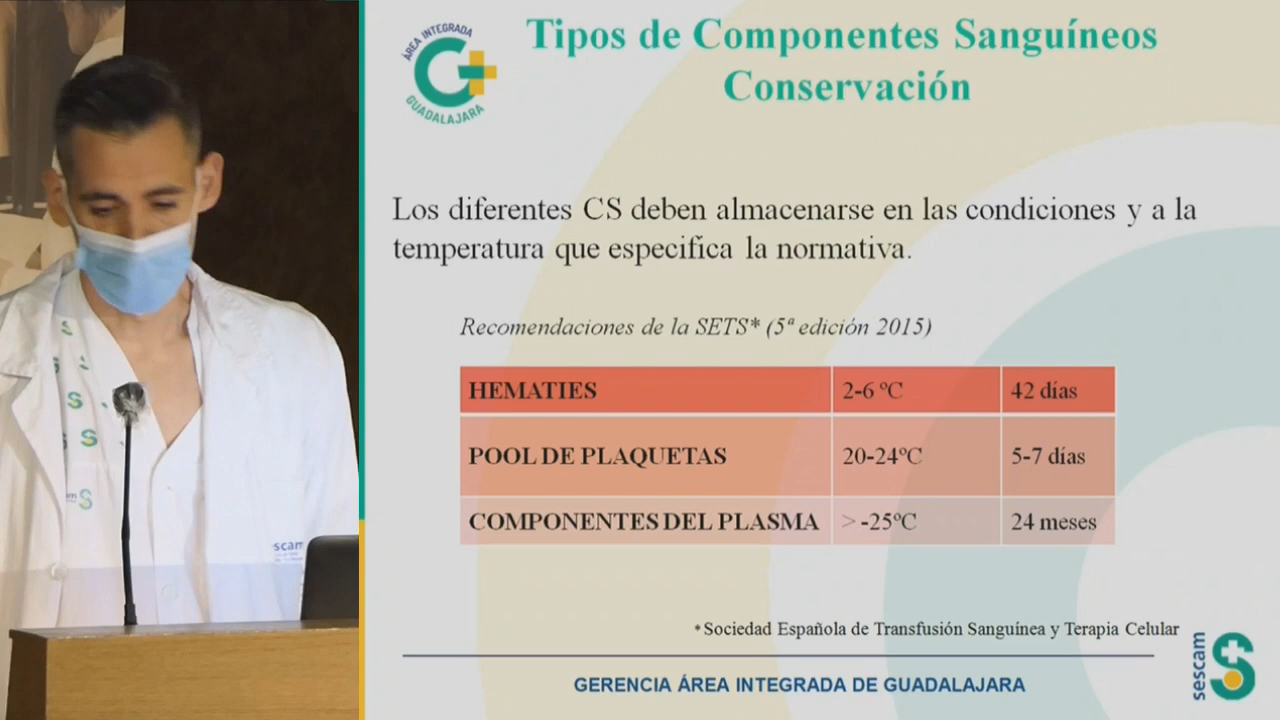 ÁREA INTEGRADA
GUADALAJARA
Tipos de Componentes Sanguíneos
Conservación
Los diferentes CS deben almacenarse en las condiciones y a la
temperatura que especifica la normativa.
Recomendaciones de la SETS* (5ª edición 2015)
HEMATIES 2-6 ºC 42 días
POOL DE PLAQUETAS 20-24ºC 5-7 días
COMPONENTES DEL PLASMA > -25ºC 24 meses
*Sociedad Española de Transfusión Sanguínea y Terapia Celular
GERENCIA ÁREA INTEGRADA DE GUADALAJARA
sescam
scam